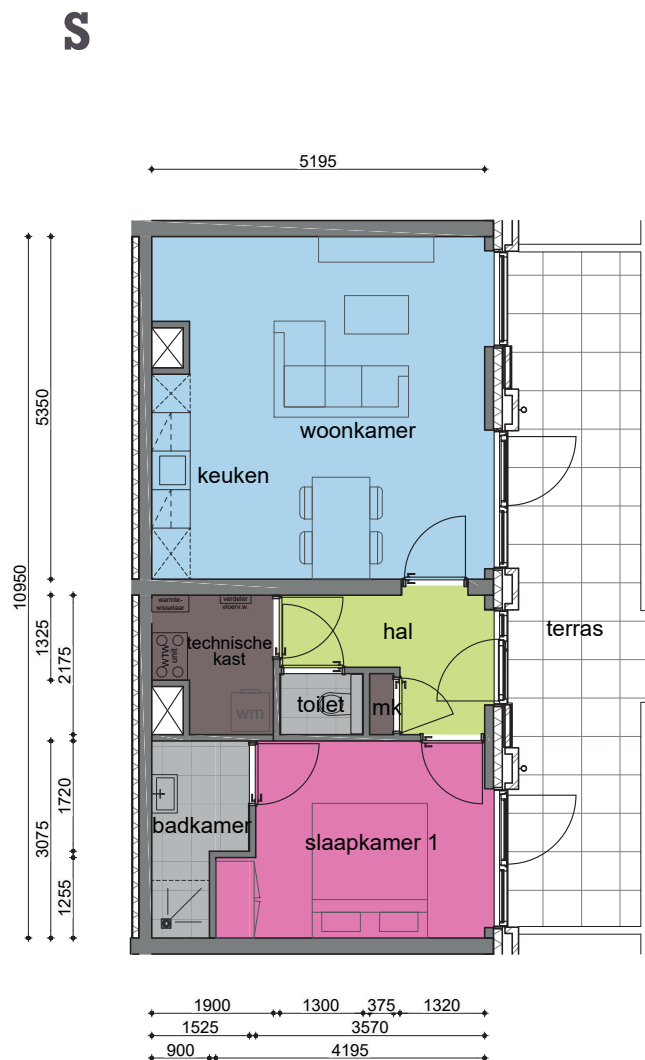 S
5195
woonkamer
keuken
5350
10950
1325
2175
warmte-
wisselaar
verdeler
vloerv.w.
technische
kast
WTW
unit
wm
hal
terras
toilet
mk
1720
3075
1255
badkamer
slaapkamer 1
1900 1300 375 1320
1525 3570
900 4195